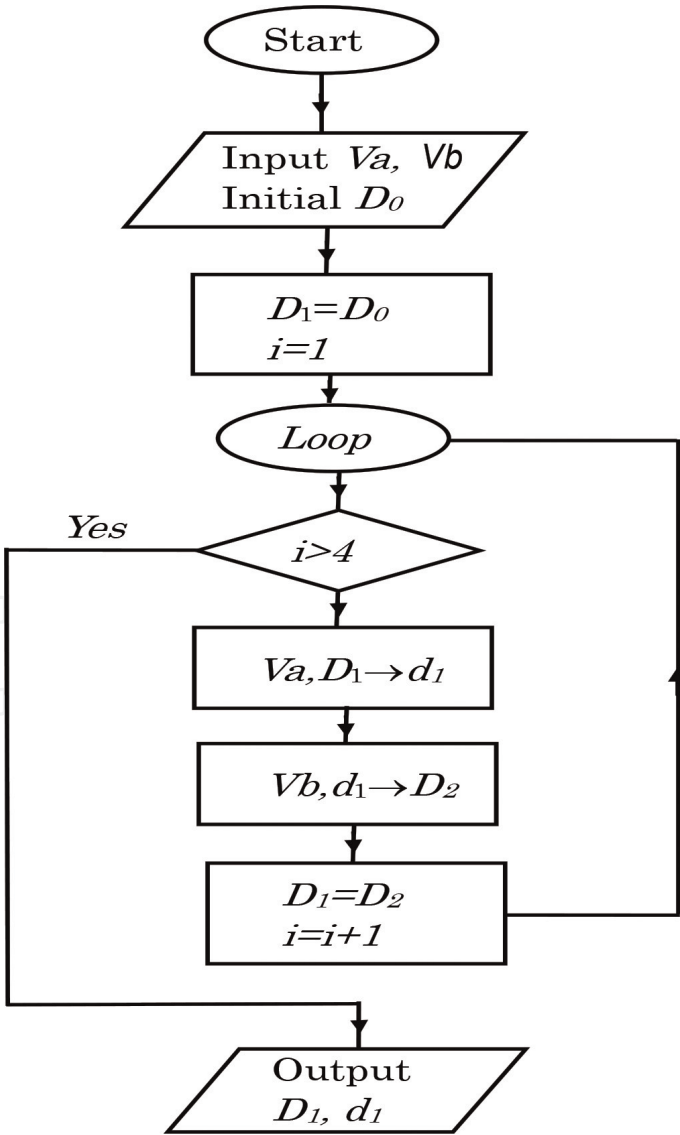 Start
Input Va, Vb
Initial D₀
D₁=D₀
i=1
Loop
Yes
i>4
Va,D₁→d₁
Vb,d₁→D₂
D₁=D₂
i=i+1
Output
D₁, d₁